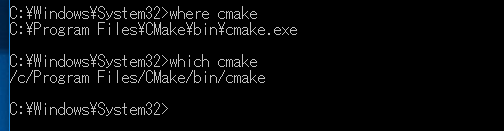 C:¥Windows¥System32>where cmake
C:¥Program Files¥CMake¥bin¥cmake.exe
C:¥Windows¥System32>which cmake
/c/Program Files/CMake/bin/cmake
C:¥Windows¥System32>